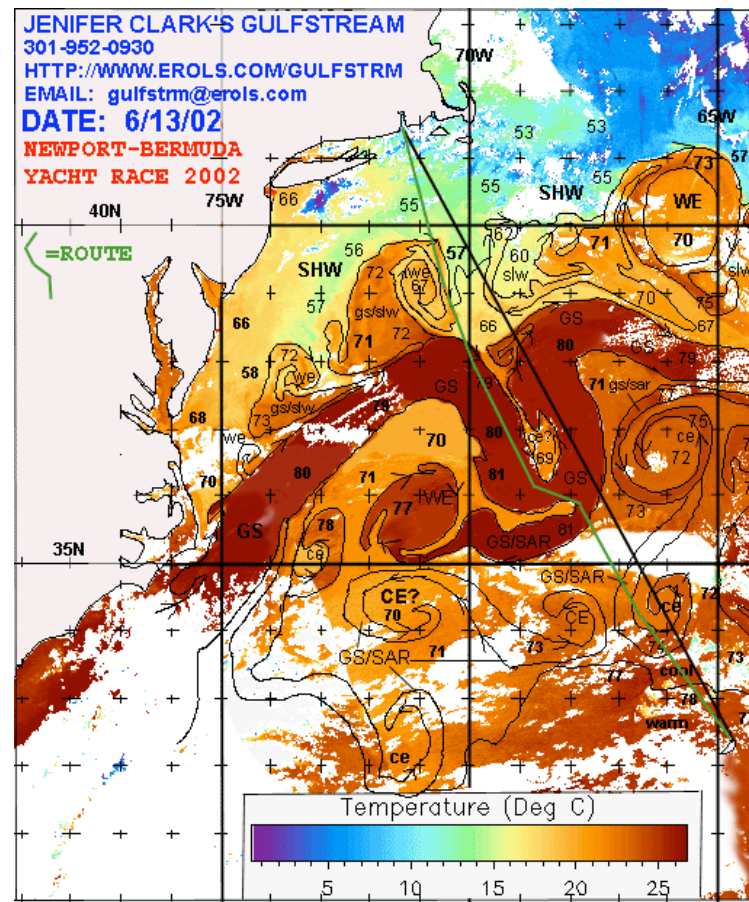 JENIFER CLARK'S GULFSTREAM
301-952-0930
HTTP://WWW.EROLS.COM/GULFSTRM
EMAIL: gulfstrm@erols.com
DATE: 6/13/02
NEWPORT-BERMUDA
YACHT RACE 2002
70W
65W
53
53
57
73
55
55
SHW
WE
66
75W
55
40N
70
=ROUTE
56
57
62
60
71
SHW
72
we
67
slw
slw
57
gs/slw
70
75
66
72
66
GS
67
71
80
GS
79
58
72
we
GS
79
71
gs/sar
gs/slw
79
68
73
75
we
70
80
ce?
69
ce
72
70
80
71
81
GS
77
WE
73
78
GS
81
GS/SAR
35N
ce
GS/SAR
CE?
72
70
ce
CE
71
73
73
GS/SAR
cool
77
78
warm
ce
Temperature (Deg C)
5 10 15 20 25